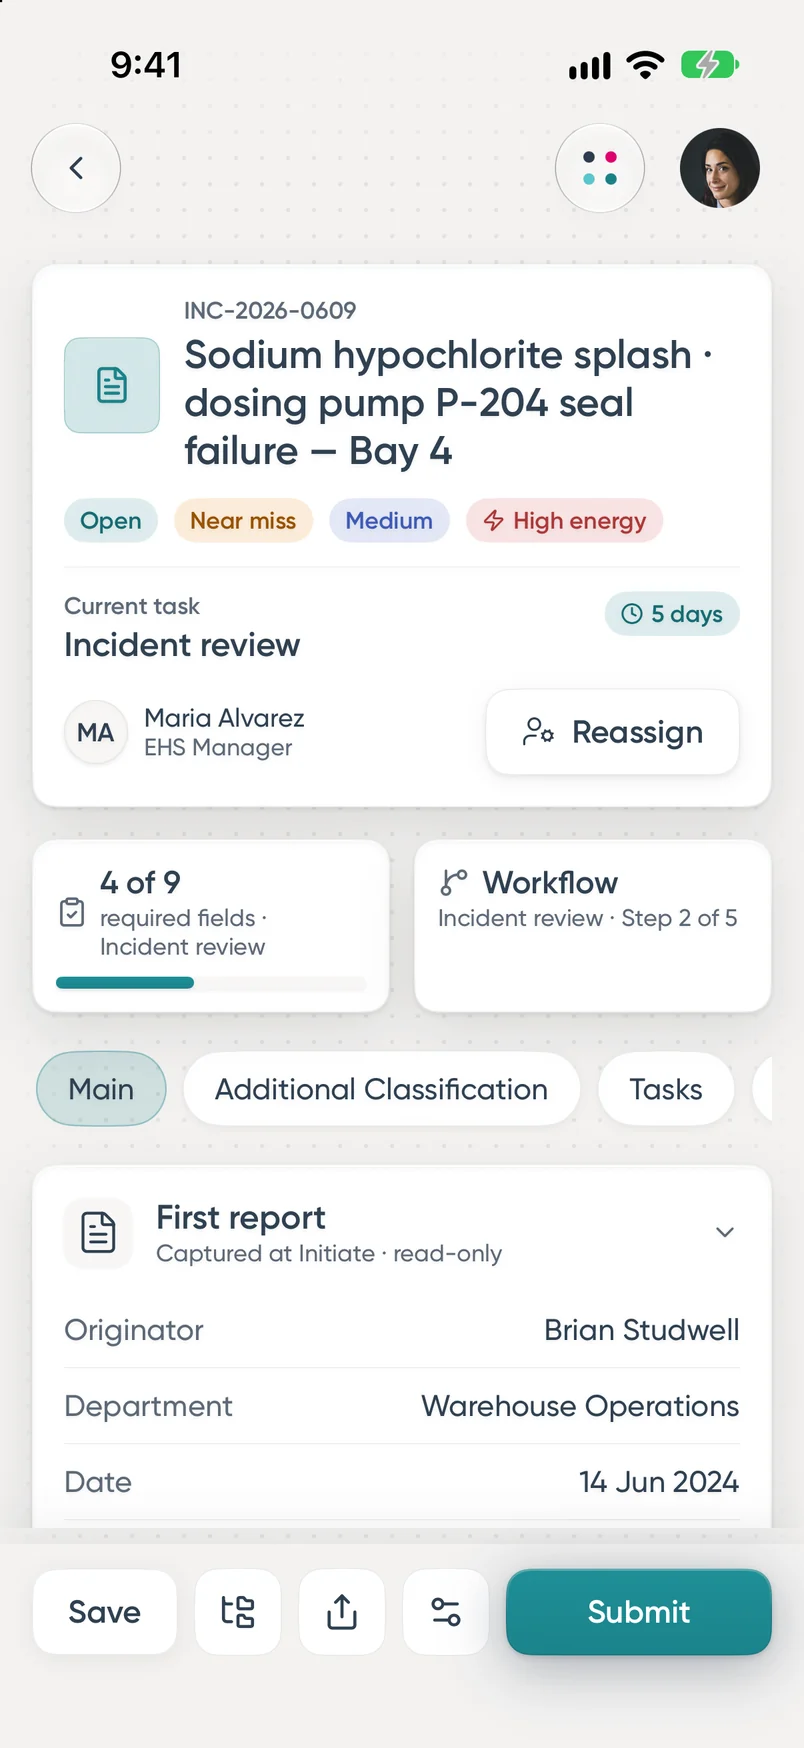 9:41
INC-2026-0609
Sodium hypochlorite splash ·
dosing pump P-204 seal
failure — Bay 4
Open
Near miss
Medium
High energy
Current task
5 days
Incident review
MA
Maria Alvarez
EHS Manager
Reassign
4 of 9
required fields ·
Incident review
Workflow
Incident review · Step 2 of 5
Main
Additional Classification
Tasks
First report
Captured at Initiate · read-only
Originator
Brian Studwell
Department
Warehouse Operations
Date
14 Jun 2024
Save
Submit